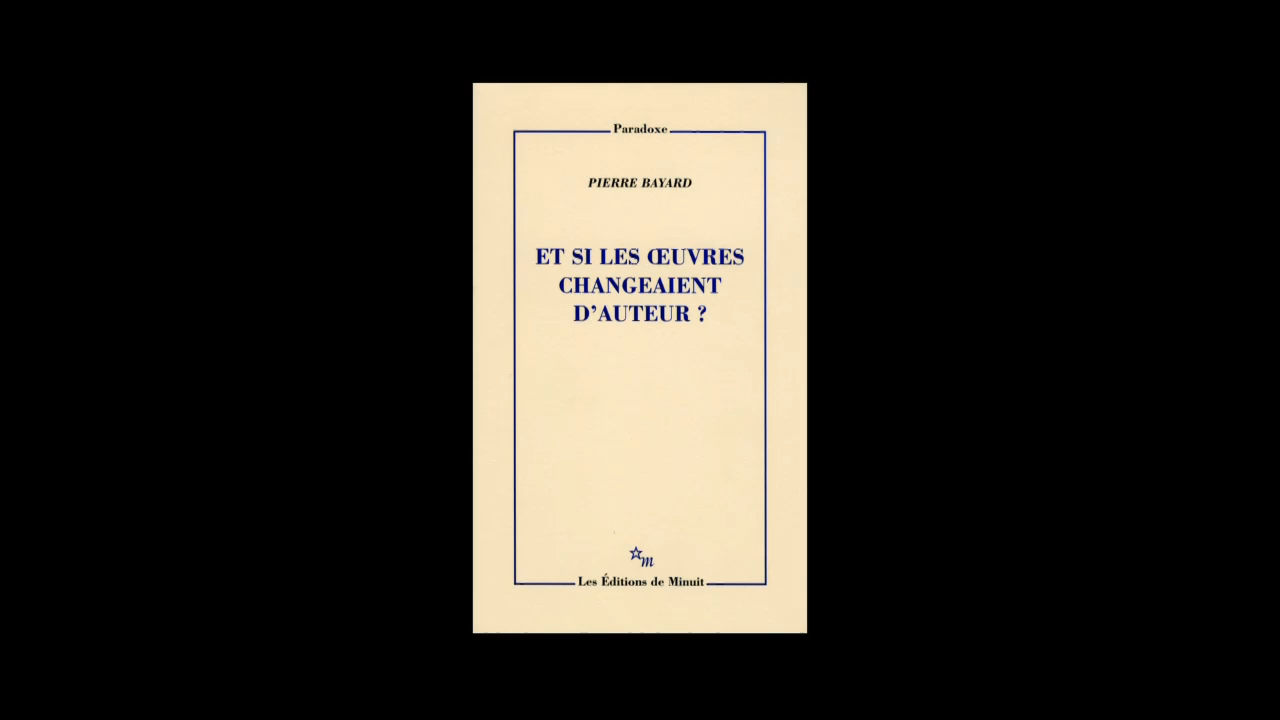 Paradoxe
PIERRE BAYARD
ET SI LES ŒUVRES
CHANGEAIENT
D'AUTEUR ?
m
Les Éditions de Minuit